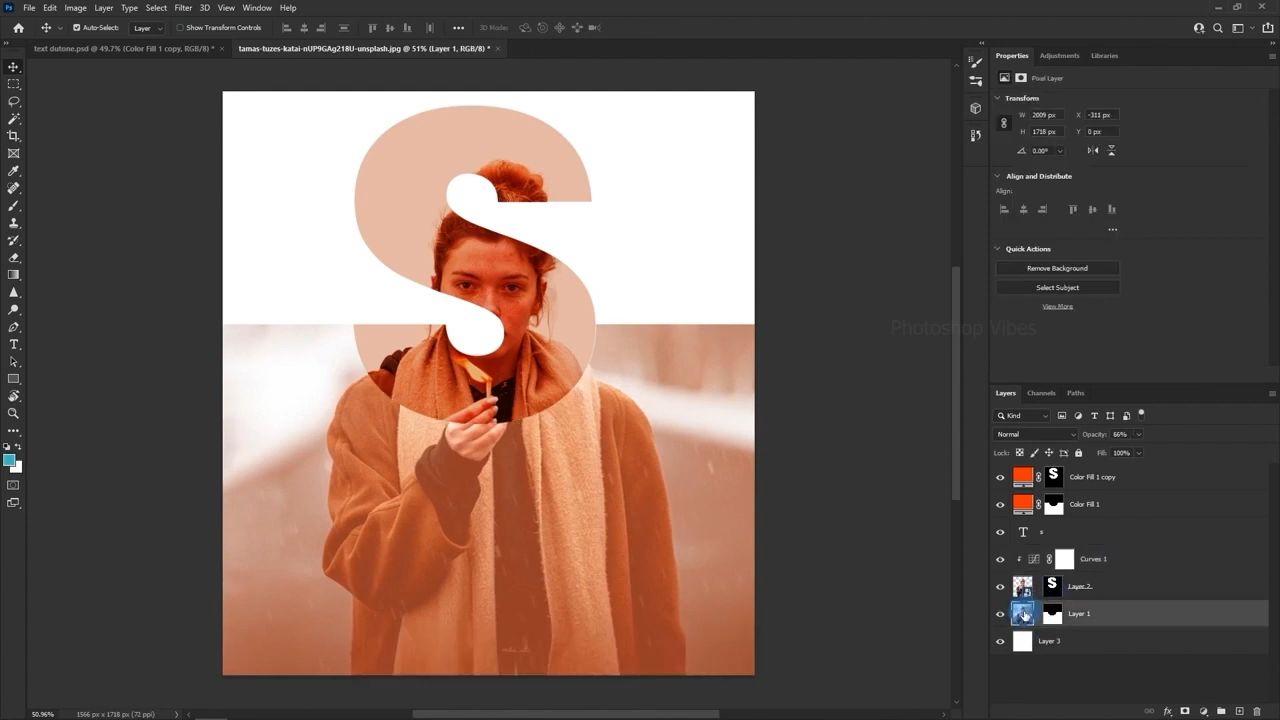 Ps File Edit Image Layer Type Select Filter 3D View Window Help
Auto-Select: Layer Show Transform Controls 3D Mode:
text dutone.psd @ 49.7% (Color Fill 1 copy, RGB/8) * × tamas-tuzes-katai-nUP9GAg218U-unsplash.jpg @ 51% (Layer 1, RGB/8) * ×
Properties Adjustments Libraries
Pixel Layer
Transform
W 2009 px X -311 px
H 1718 px Y 0 px
0.00°
Align and Distribute
Align:
Quick Actions
Remove Background
Select Subject
View More
Photoshop Vibes
S
Layers Channels Paths
Kind
Normal Opacity: 66%
Lock: Fill: 100%
S Color Fill 1 copy
Color Fill 1
T s
Curves 1
S Layer 2
Layer 1
Layer 3
50.96% 1566 px x 1718 px (72 ppi)